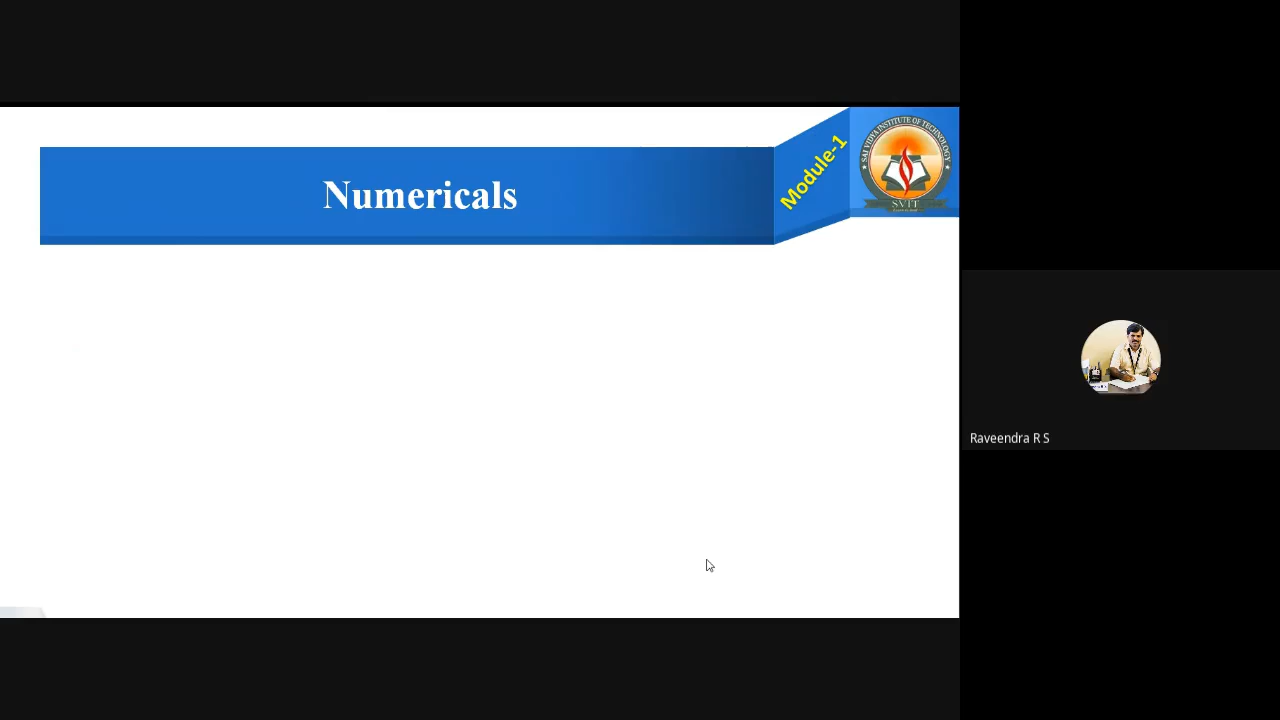 Numericals
Module-1
SAI VIDYA INSTITUTE OF TECHNOLOGY
SVIT
Raveendra R S